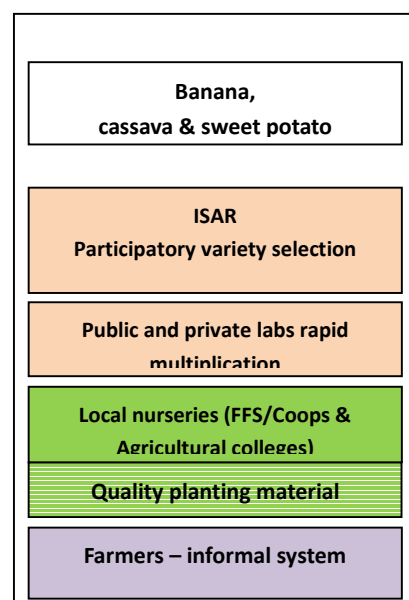 Banana,
cassava & sweet potato
ISAR
Participatory variety selection
Public and private labs rapid
multiplication
Local nurseries (FFS/Coops &
Agricultural colleges)
Quality planting material
Farmers – informal system